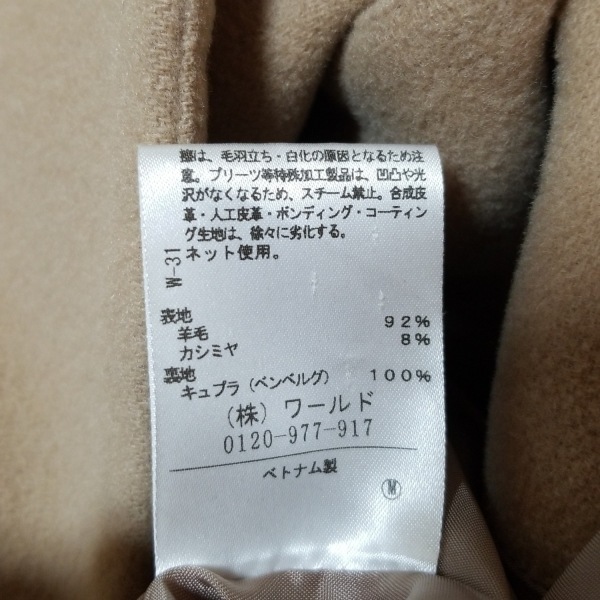 擦は、毛羽立ち・白化の原因となるため注
意。プリーツ等特殊加工製品は、凹凸や光
沢がなくなるため、スチーム禁止。合成皮
革・人工皮革・ボンディング・コーティン
グ生地は、徐々に劣化する。
ネット使用。
W-31
表地
羊毛 92%
カシミヤ 8%
裏地
キュプラ（ベンベルグ） 100%
（株）ワールド
0120-977-917
ベトナム製
M